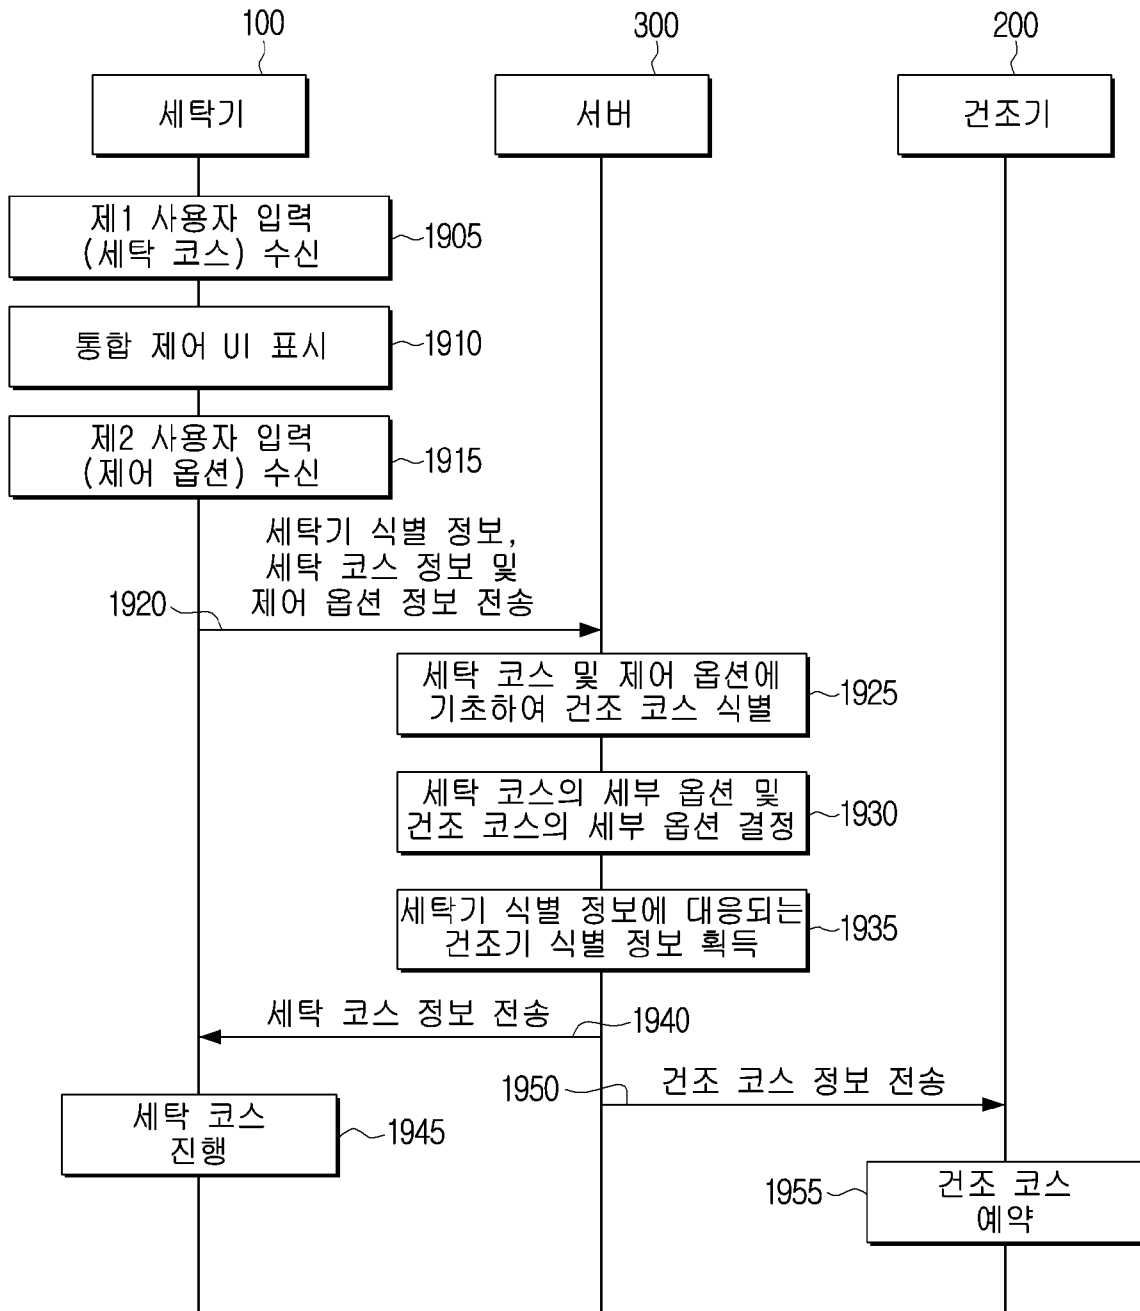 100
300
200
세탁기
서버
건조기
제1 사용자 입력
(세탁 코스) 수신
1905
통합 제어 UI 표시
1910
제2 사용자 입력
(제어 옵션) 수신
1915
세탁기 식별 정보,
세탁 코스 정보 및
제어 옵션 정보 전송
1920
세탁 코스 및 제어 옵션에
기초하여 건조 코스 식별
1925
세탁 코스의 세부 옵션 및
건조 코스의 세부 옵션 결정
1930
세탁기 식별 정보에 대응되는
건조기 식별 정보 획득
1935
세탁 코스 정보 전송
1940
1950
건조 코스 정보 전송
세탁 코스
진행
1945
1955
건조 코스
예약